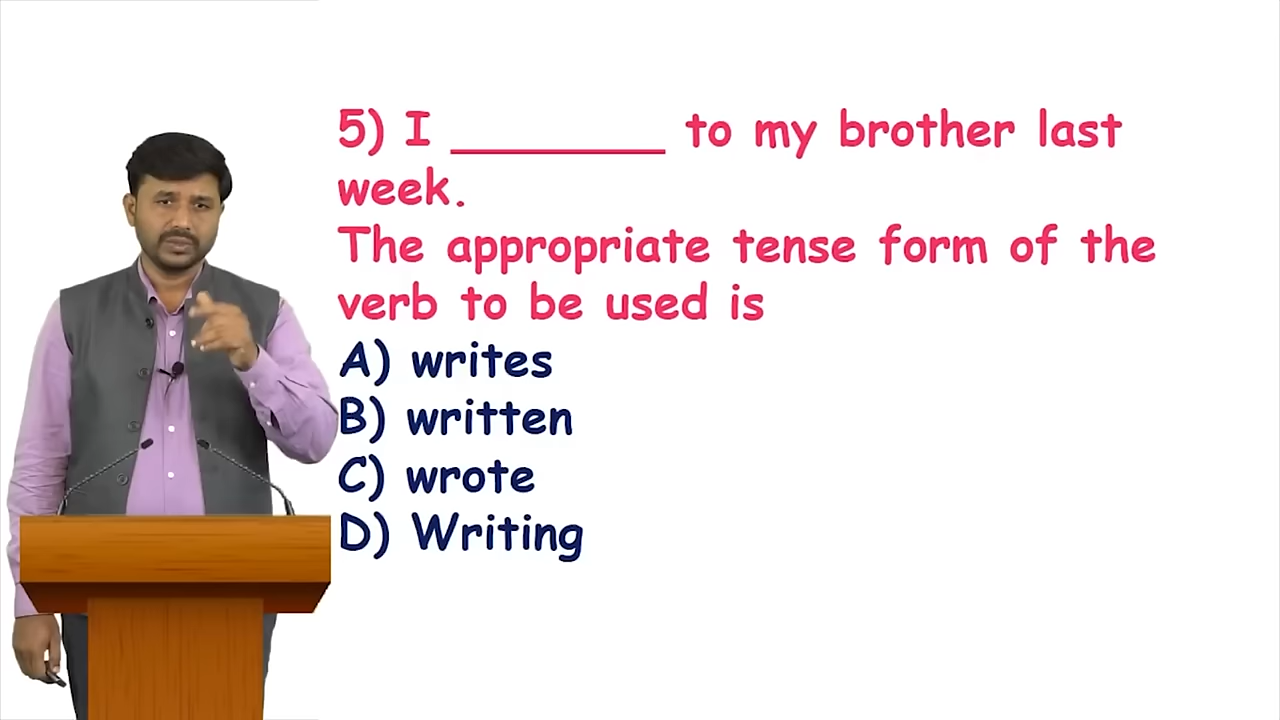 5) I ________ to my brother last
week.
The appropriate tense form of the
verb to be used is
A) writes
B) written
C) wrote
D) Writing